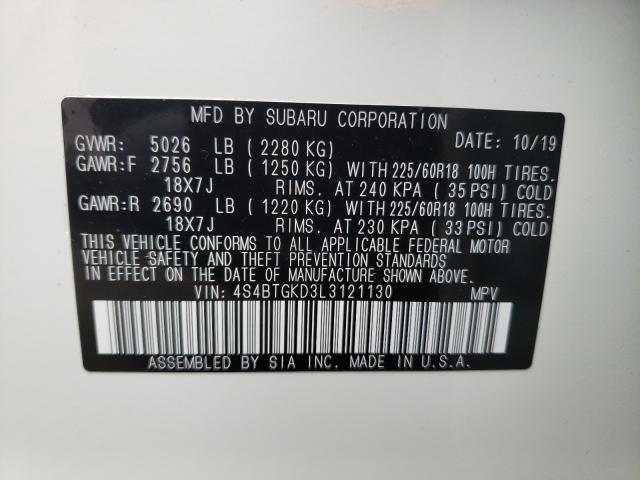 MFD BY SUBARU CORPORATION
GVWR: 5026 LB ( 2280 KG) DATE: 10/19
GAWR:F 2756 LB ( 1250 KG) WITH 225/60R18 100H TIRES.
18X7J RIMS. AT 240 KPA ( 35 PSI) COLD
GAWR:R 2690 LB ( 1220 KG) WITH 225/60R18 100H TIRES.
18X7J RIMS. AT 230 KPA ( 33 PSI) COLD
THIS VEHICLE CONFORMS TO ALL APPLICABLE FEDERAL MOTOR
VEHICLE SAFETY AND THEFT PREVENTION STANDARDS
IN EFFECT ON THE DATE OF MANUFACTURE SHOWN ABOVE.
VIN: 4S4BTGKD3L3121130 MPV
ASSEMBLED BY SIA INC. MADE IN U.S.A.